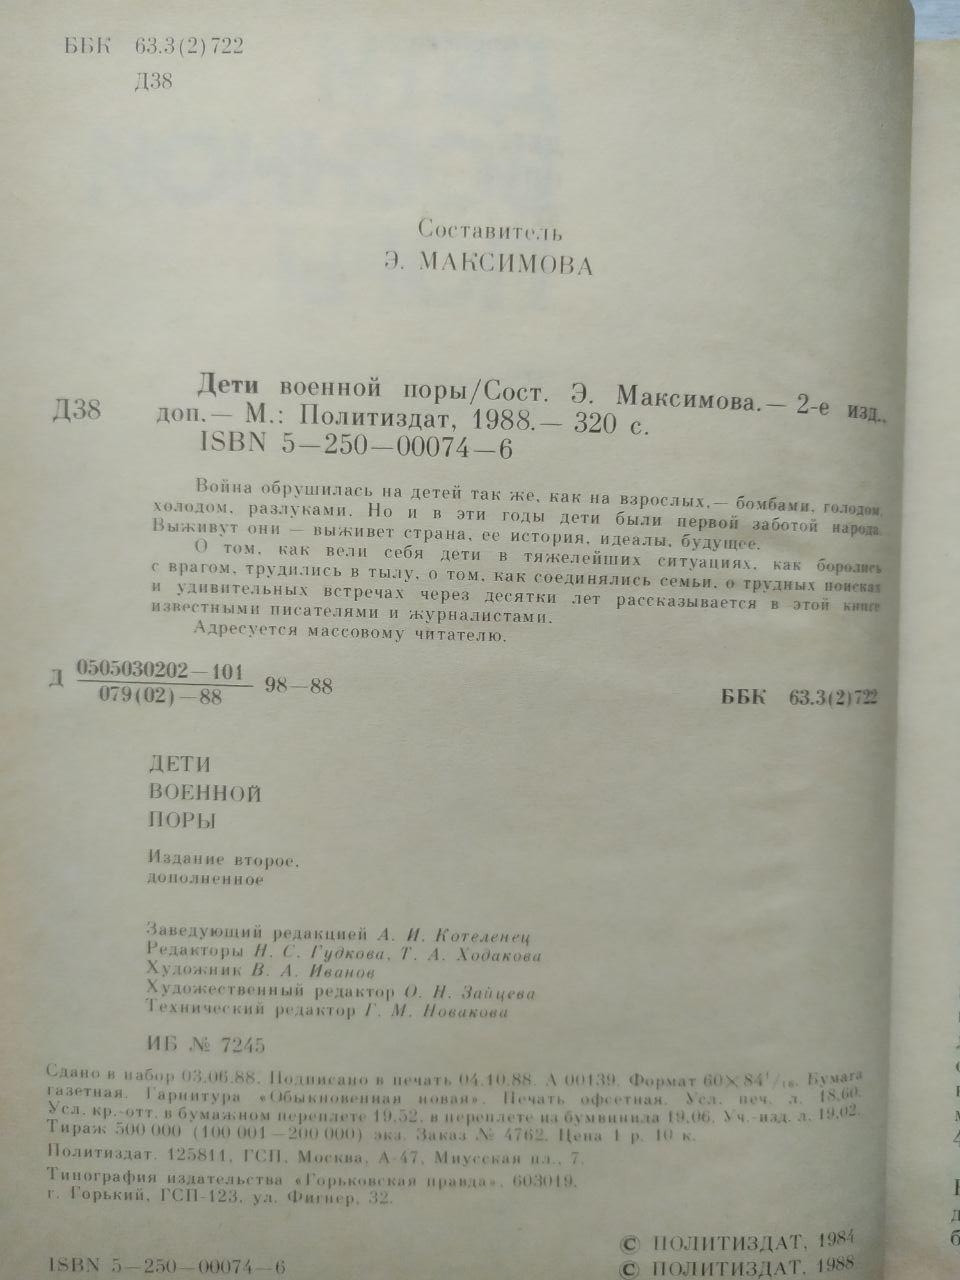 ББК 63.3(2)722
Д38
Составитель
Э. МАКСИМОВА
Д38
Дети военной поры/Сост. Э. Максимова.— 2-е изд.,
доп.— М.: Политиздат, 1988.— 320 с.
ISBN 5—250—00074—6
Война обрушилась на детей так же, как на взрослых,— бомбами, голодом,
холодом, разлуками. Но и в эти годы дети были первой заботой народа.
Выживут они — выживет страна, ее история, идеалы, будущее.
О том, как вели себя дети в тяжелейших ситуациях, как боролись
с врагом, трудились в тылу, о том, как соединялись семьи, о трудных поисках
и удивительных встречах через десятки лет рассказывается в этой книге
известными писателями и журналистами.
Адресуется массовому читателю.
Д 0505030202—101
079(02)—88
98—88
ББК 63.3(2)722
ДЕТИ
ВОЕННОЙ
ПОРЫ
Издание второе,
дополненное
Заведующий редакцией А. И. Котеленец
Редакторы Н. С. Гудкова, Т. А. Ходакова
Художник В. А. Иванов
Художественный редактор О. Н. Зайцева
Технический редактор Г. М. Новакова
ИБ № 7245
Сдано в набор 03.06.88. Подписано в печать 04.10.88. А 00139. Формат 60×84¹/₁₆. Бумага
газетная. Гарнитура «Обыкновенная новая». Печать офсетная. Усл. печ. л. 18,60.
Усл. кр.-отт. в бумажном переплете 19,52, в переплете из бумвинила 19,06. Уч.-изд. л. 19,02.
Тираж 500 000 (100 001—200 000) экз. Заказ № 4762. Цена 1 р. 10 к.
Политиздат. 125811, ГСП, Москва, А-47, Миусская пл., 7.
Типография издательства «Горьковская правда», 603019,
г. Горький, ГСП-123, ул. Фигнер, 32.
© ПОЛИТИЗДАТ, 1984
ISBN 5—250—00074—6
© ПОЛИТИЗДАТ, 1988